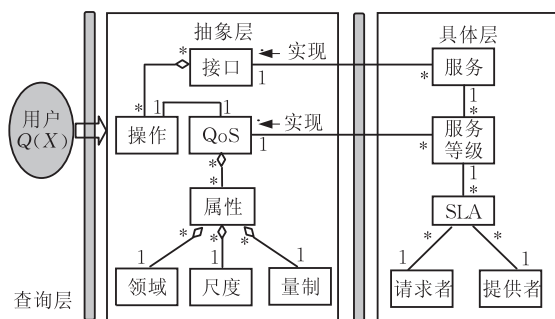 抽象层
具体层
* 接口 1
实现
* 服务
1
*
用户
Q(X)
* 1 1
操作 QoS 1
实现
* 服务
等级
1
*
*
*
属性
SLA
* * *
* *
1 1 1
1 1
领域 尺度 量制
请求者 提供者
查询层